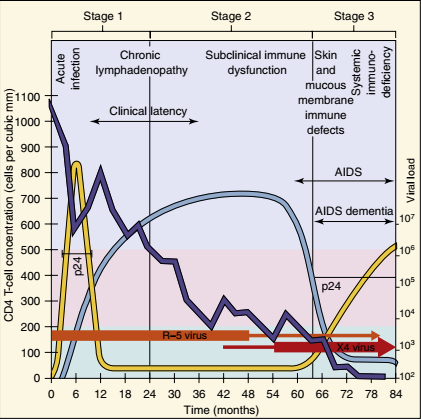 Stage 1 Stage 2 Stage 3
Acute infection
Chronic
lymphadenopathy
Subclinical immune
dysfunction
Skin
and
mucous
membrane
immune
defects
Systemic
immuno-
deficiency
Clinical latency
AIDS
AIDS dementia
p24
p24
R–5 virus
X4 virus
CD4 T-cell concentration (cells per cubic mm)
1100
1000
900
800
700
600
500
400
300
200
100
0
Viral load
10⁷
10⁶
10⁵
10⁴
10³
10²
0 6 12 18 24 30 36 42 48 54 60 66 72 78 84
Time (months)